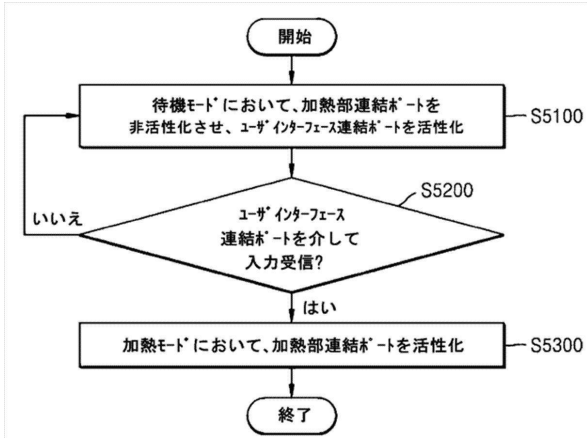 開始
待機モードにおいて、加熱部連結ポートを
非活性化させ、ユーザインターフェース連結ポートを活性化
S5100
S5200
いいえ
ユーザインターフェース
連結ポートを介して
入力受信?
はい
加熱モードにおいて、加熱部連結ポートを活性化
S5300
終了